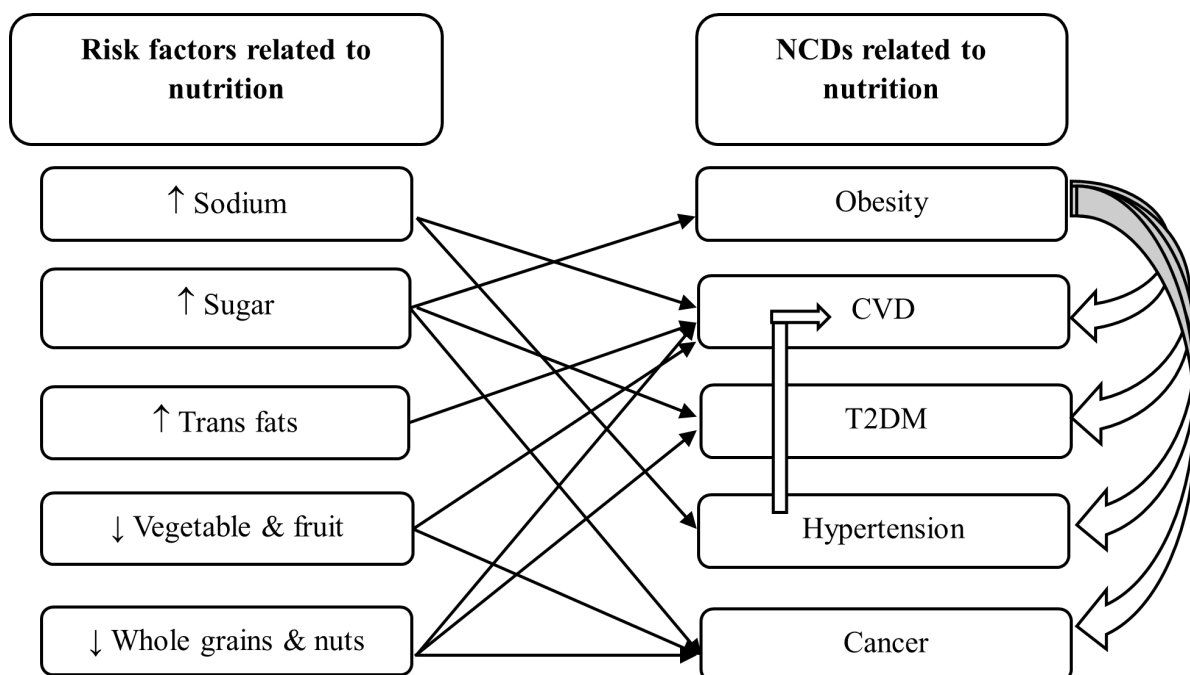 Risk factors related to
nutrition
NCDs related to
nutrition
↑ Sodium
↑ Sugar
↑ Trans fats
↓ Vegetable & fruit
↓ Whole grains & nuts
Obesity
CVD
T2DM
Hypertension
Cancer